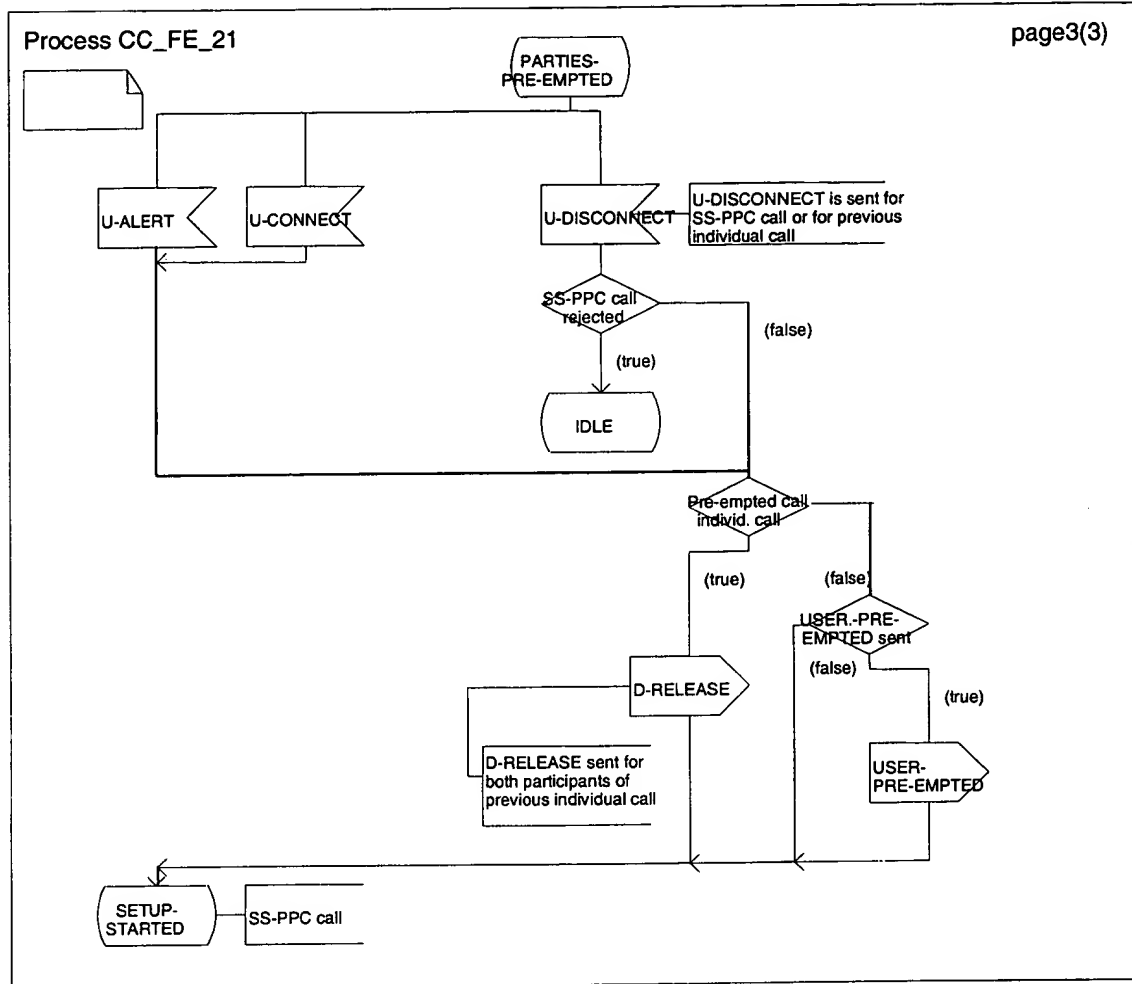 Process CC_FE_21
page3(3)
PARTIES-
PRE-EMPTED
U-ALERT
U-CONNECT
U-DISCONNECT
U-DISCONNECT is sent for
SS-PPC call or for previous
individual call
SS-PPC call
rejected
(false)
(true)
IDLE
Pre-empted call
individ. call
(true)
(false)
USER.-PRE-
EMPTED sent
(false)
D-RELEASE
(true)
D-RELEASE sent for
both participants of
previous individual call
USER-
PRE-EMPTED
SETUP-
STARTED
SS-PPC call